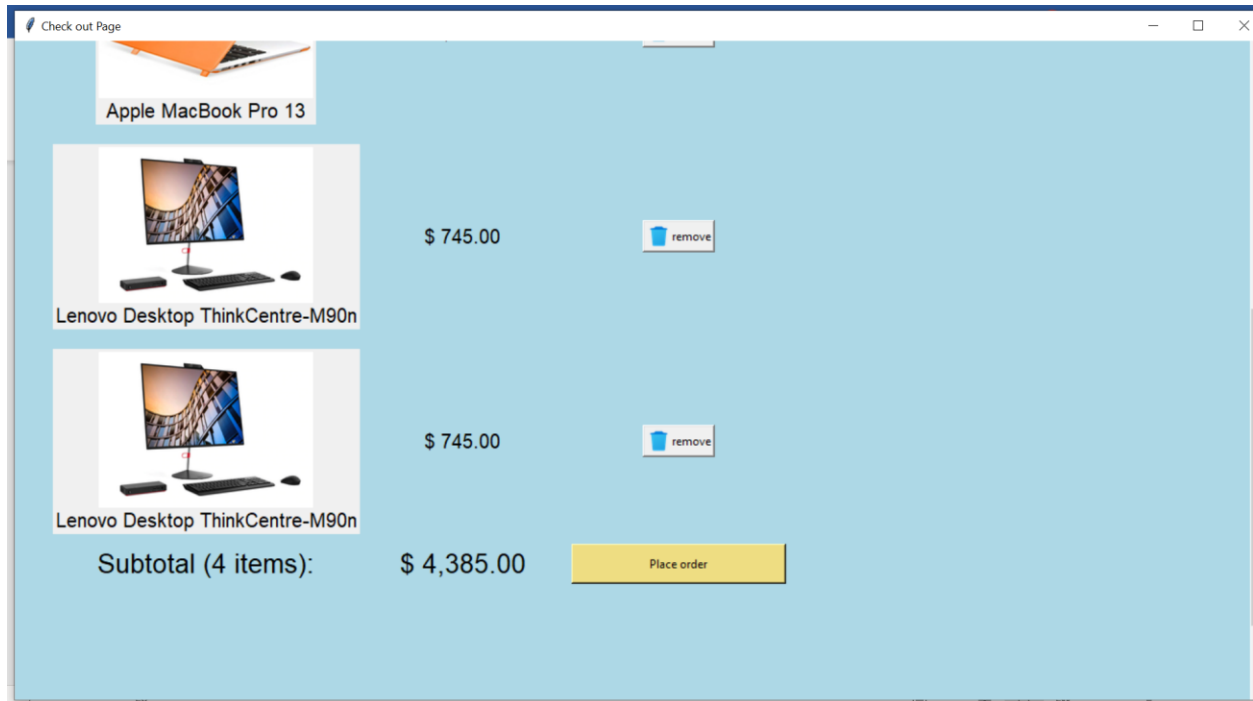 Check out Page
Apple MacBook Pro 13
$ 745.00
remove
Lenovo Desktop ThinkCentre-M90n
$ 745.00
remove
Lenovo Desktop ThinkCentre-M90n
Subtotal (4 items): $ 4,385.00 Place order